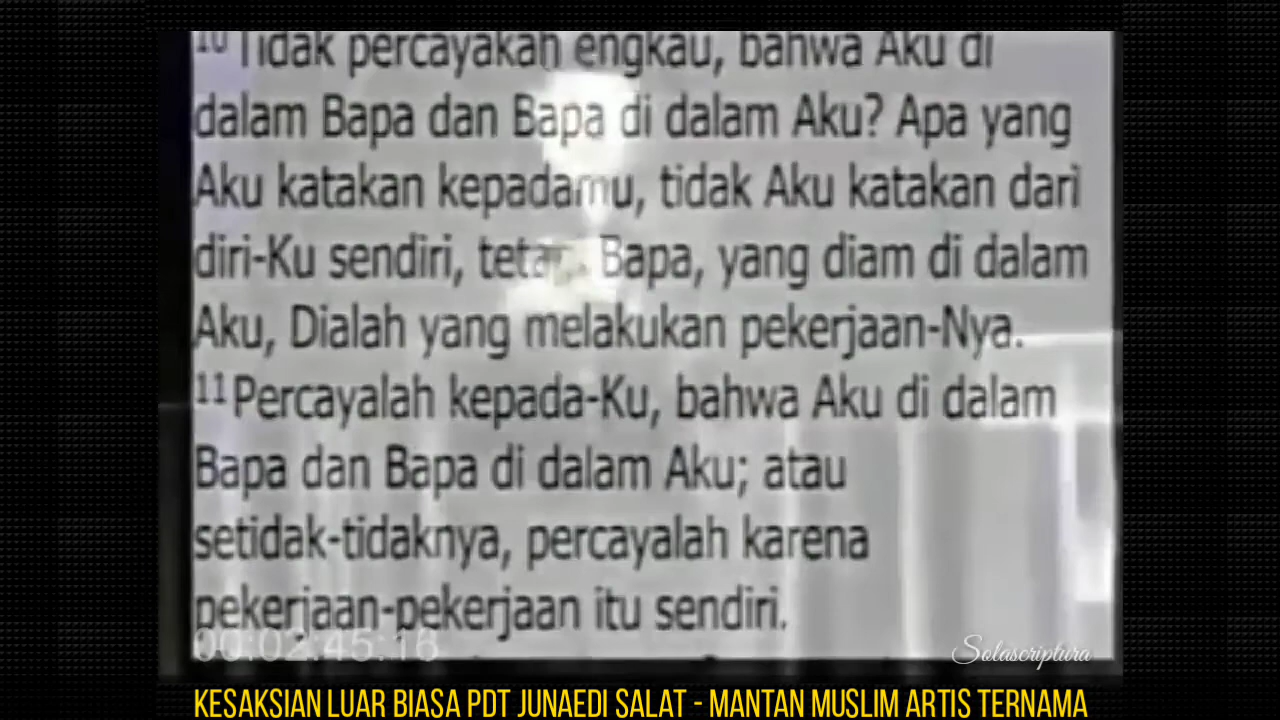 10 Tidak percayakah engkau, bahwa Aku di
dalam Bapa dan Bapa di dalam Aku? Apa yang
Aku katakan kepadamu, tidak Aku katakan dari
diri-Ku sendiri, tetapi Bapa, yang diam di dalam
Aku, Dialah yang melakukan pekerjaan-Nya.
11 Percayalah kepada-Ku, bahwa Aku di dalam
Bapa dan Bapa di dalam Aku; atau
setidak-tidaknya, percayalah karena
pekerjaan-pekerjaan itu sendiri.
00:02:45:16
Solascriptura
KESAKSIAN LUAR BIASA PDT JUNAEDI SALAT - MANTAN MUSLIM ARTIS TERNAMA